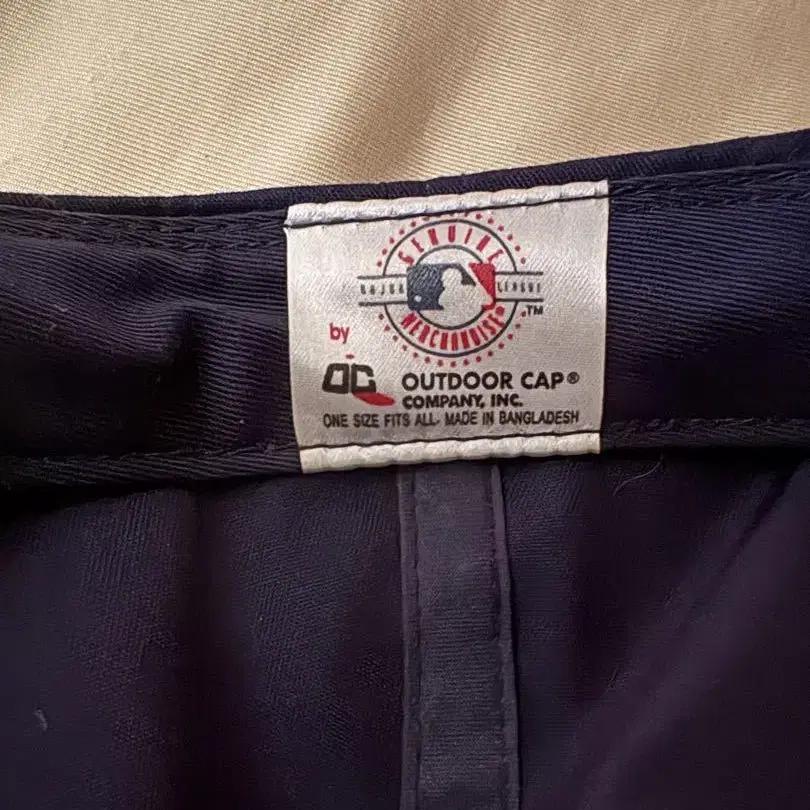 GENUINE
MAJOR LEAGUE
MERCHANDISE
TM
by
OC OUTDOOR CAP®
COMPANY, INC.
ONE SIZE FITS ALL. MADE IN BANGLADESH